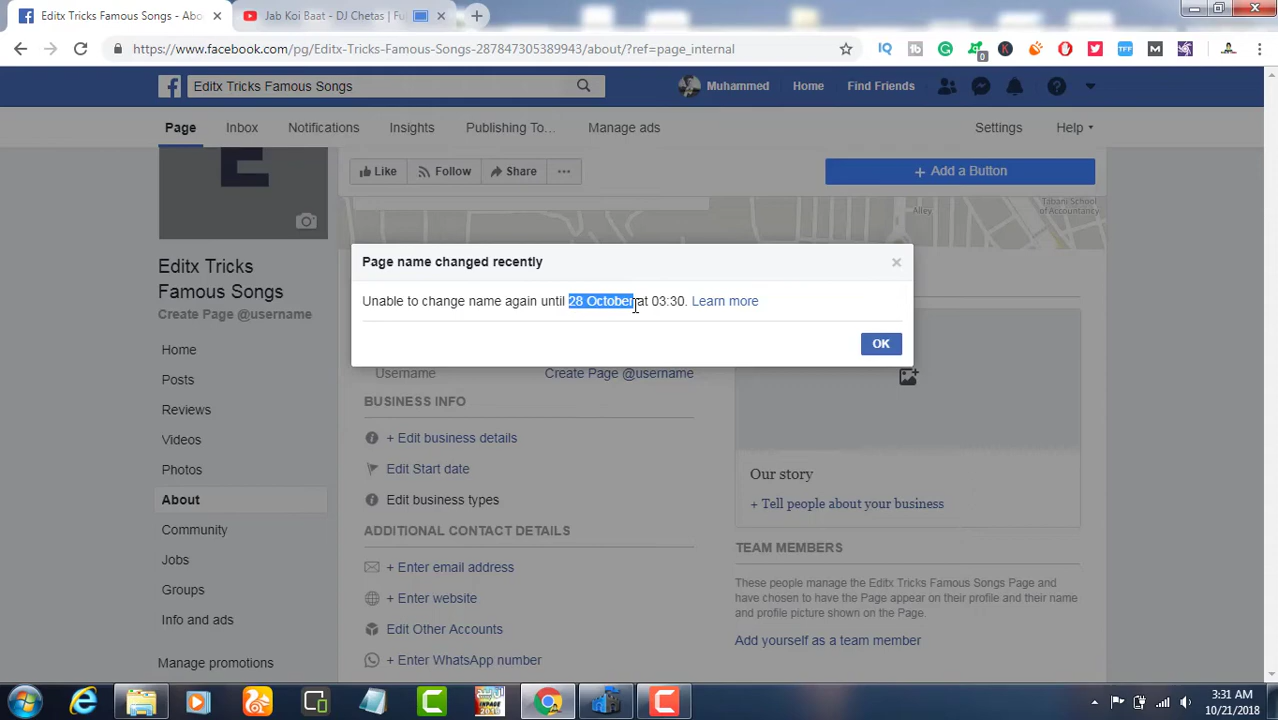 Editx Tricks Famous Songs - Abo
Jab Koi Baat - DJ Chetas | Fu
https://www.facebook.com/pg/Editx-Tricks-Famous-Songs-287847305389943/about/?ref=page_internal
Editx Tricks Famous Songs
Muhammed
Home
Find Friends
Page
Inbox
Notifications
Insights
Publishing To...
Manage ads
Settings
Help
Like
Follow
Share
+ Add a Button
Alley
Tabani School of Accountancy
Page name changed recently
Unable to change name again until 28 October at 03:30. Learn more
OK
Editx Tricks
Famous Songs
Create Page @username
Home
Posts
Reviews
Videos
Photos
About
Community
Jobs
Groups
Info and ads
Manage promotions
Username
Create Page @username
BUSINESS INFO
+ Edit business details
Edit Start date
Edit business types
ADDITIONAL CONTACT DETAILS
+ Enter email address
+ Enter website
Edit Other Accounts
+ Enter WhatsApp number
Our story
+ Tell people about your business
TEAM MEMBERS
These people manage the Editx Tricks Famous Songs Page and
have chosen to have the Page appear on their profile and their name
and profile picture shown on the Page.
Add yourself as a team member
3:31 AM
10/21/2018